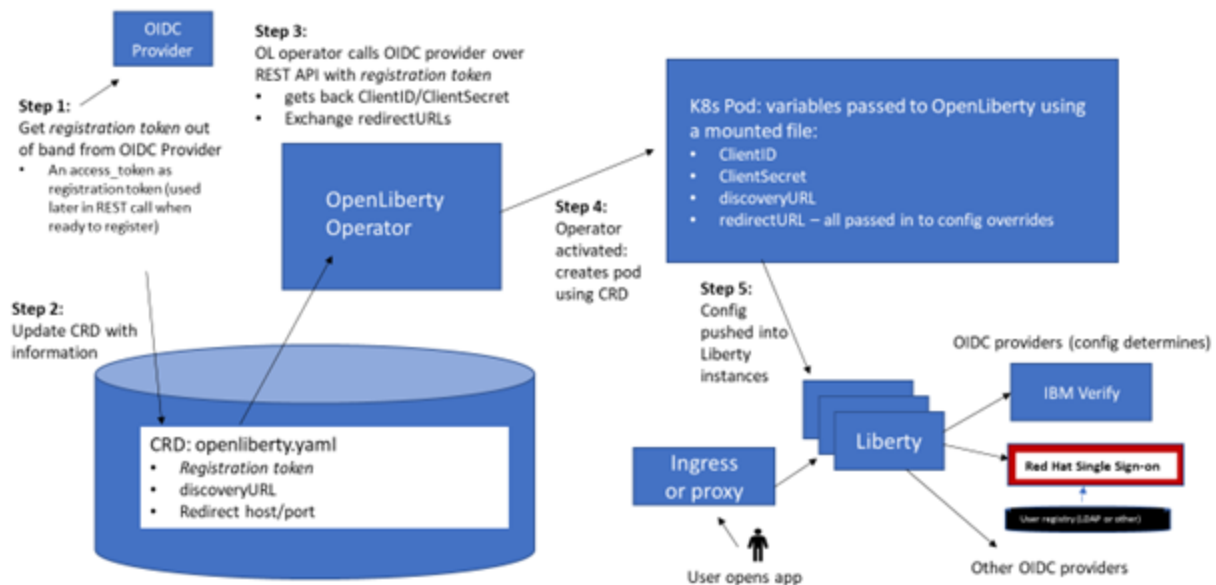 OIDC
Provider
Step 1:
Get registration token out
of band from OIDC Provider
• An access_token as
registration token (used
later in REST call when
ready to register)
Step 2:
Update CRD with
information
CRD: openliberty.yaml
• Registration token
• discoveryURL
• Redirect host/port
Step 3:
OL operator calls OIDC provider over
REST API with registration token
• gets back ClientID/ClientSecret
• Exchange redirectURLs
OpenLiberty
Operator
Step 4:
Operator
activated:
creates pod
using CRD
K8s Pod: variables passed to OpenLiberty using
a mounted file:
• ClientID
• ClientSecret
• discoveryURL
• redirectURL – all passed in to config overrides
Step 5:
Config
pushed into
Liberty
instances
Liberty
Ingress
or proxy
User opens app
OIDC providers (config determines)
IBM Verify
Red Hat Single Sign-on
User registry (LDAP or other)
Other OIDC providers